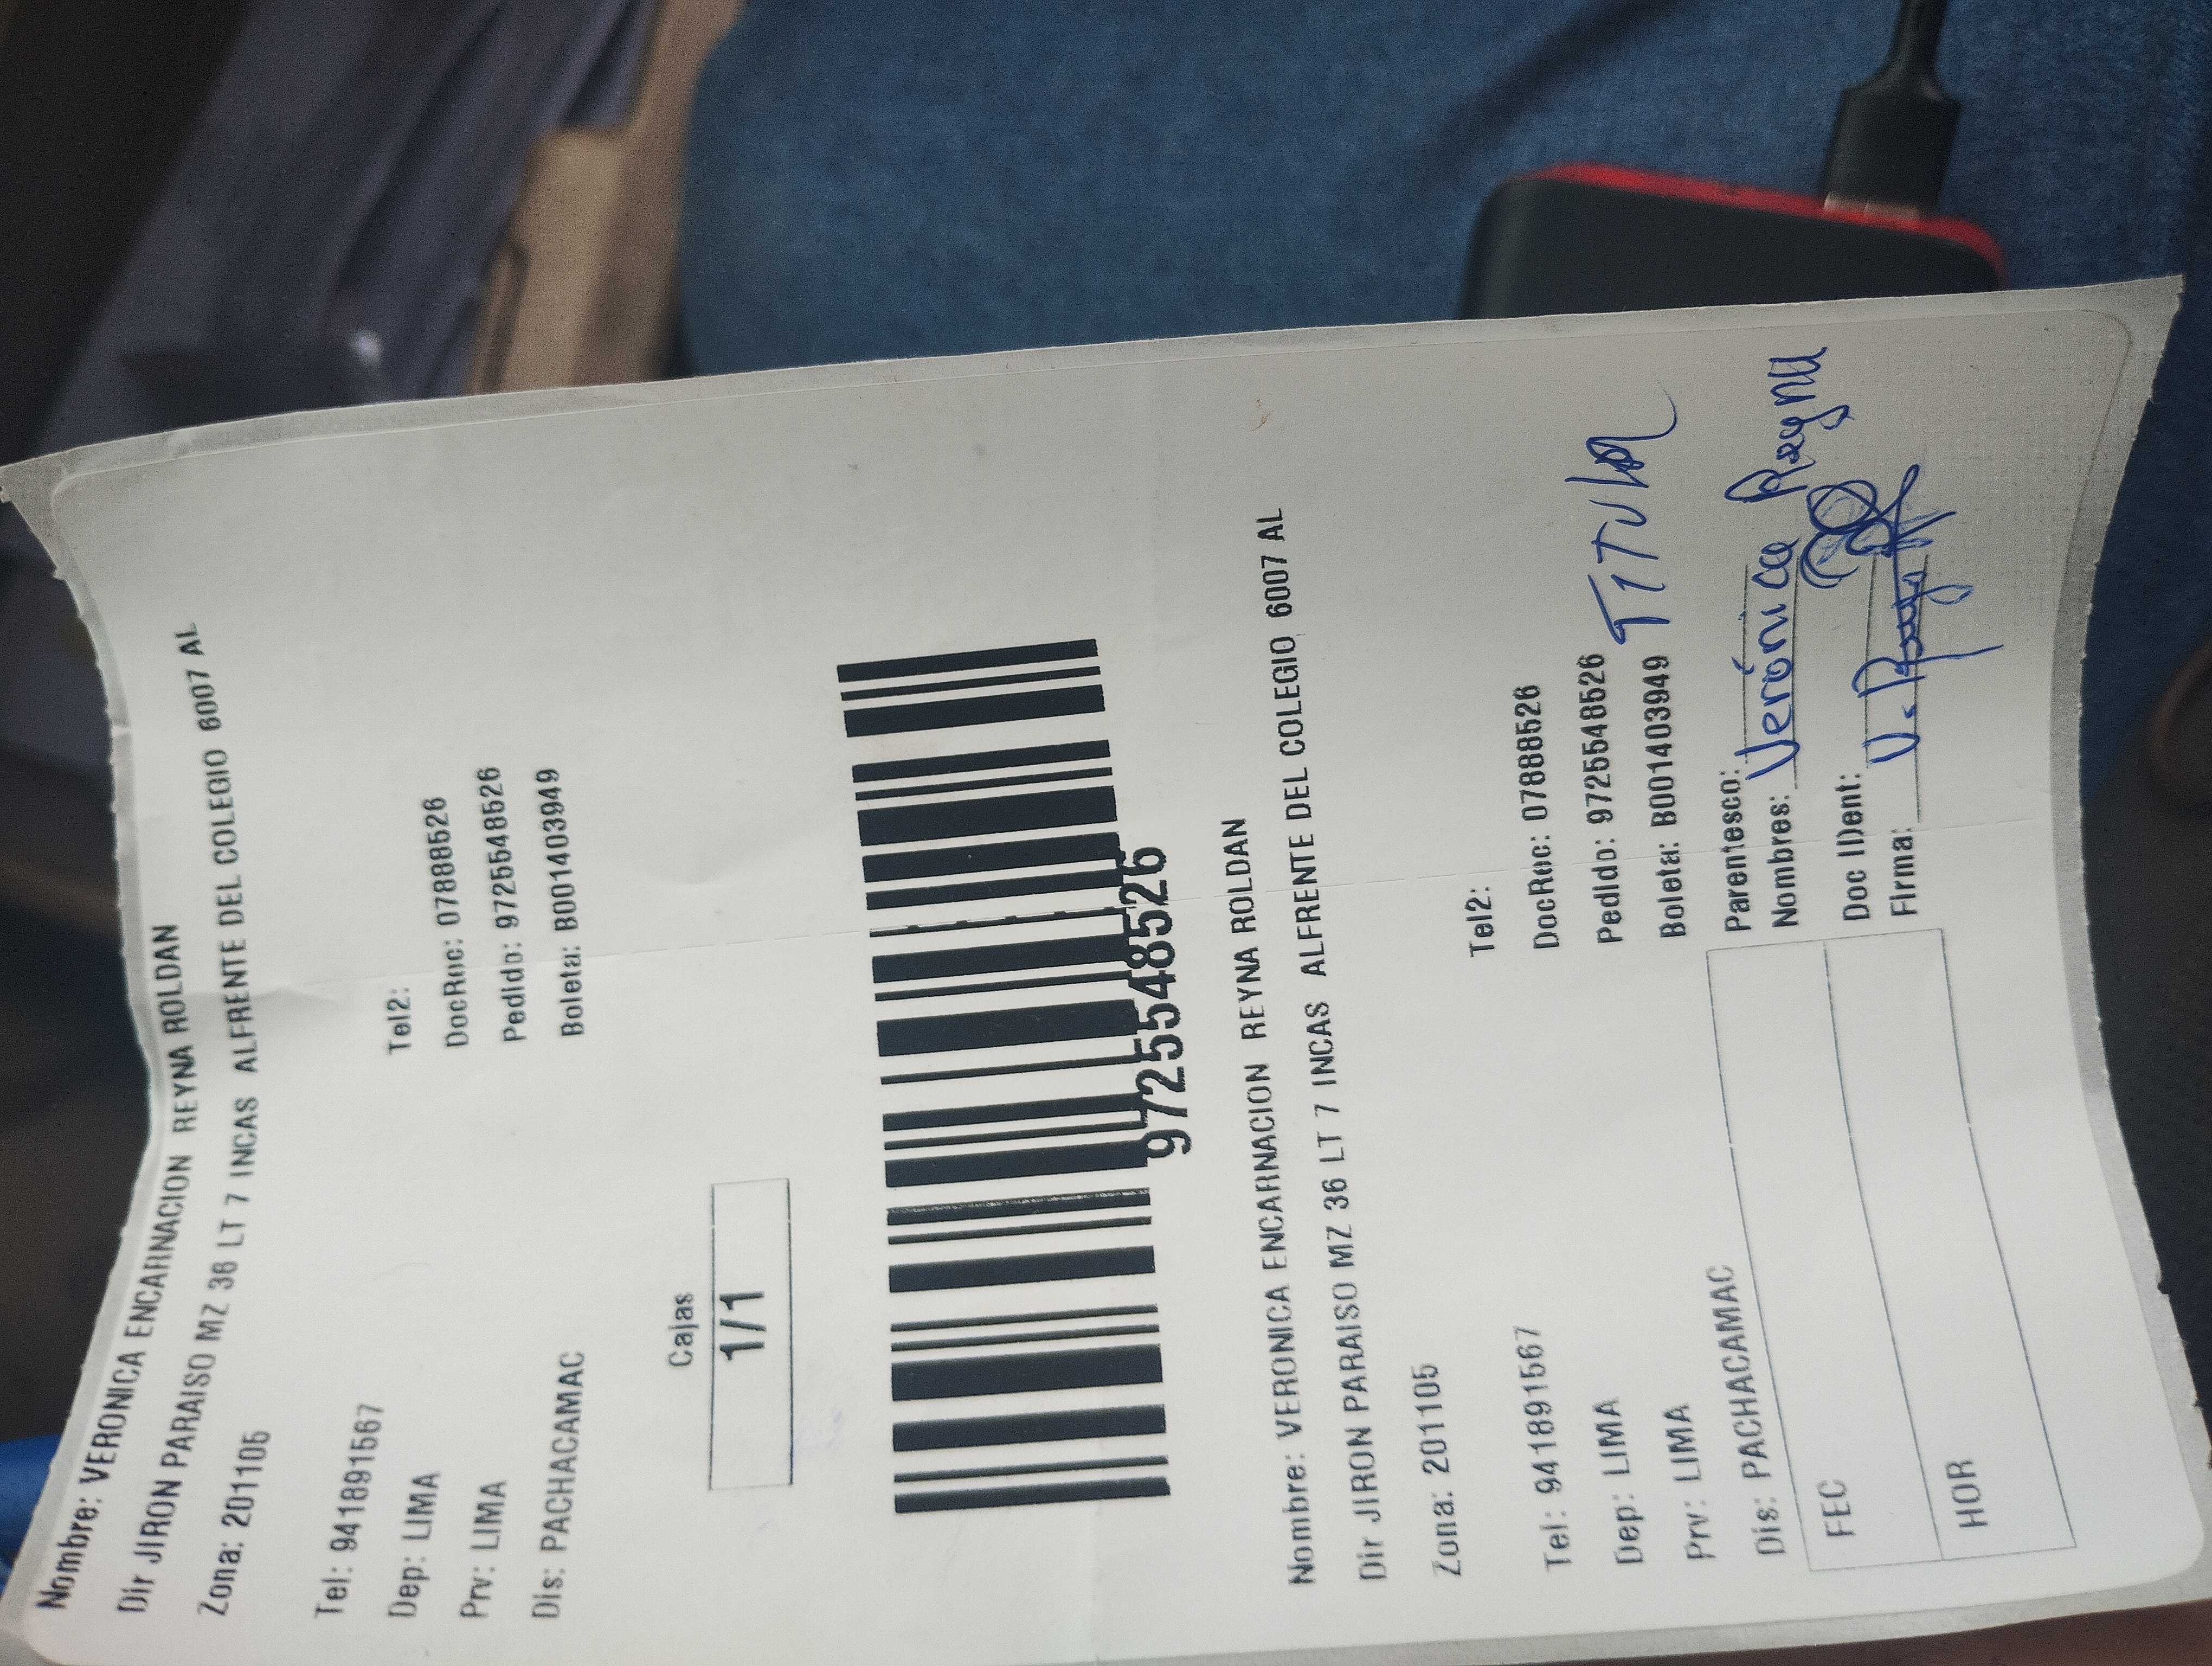 Nombre: VERONICA ENCARNACION REYNA ROLDAN
Dir JIRON PARAISO MZ 36 LT 7 INCAS ALFRENTE DEL COLEGIO 6007 AL
Zona: 201105
Tel: 941891567
Tel2:
Dep: LIMA
DocRuc: 07888526
Prv: LIMA
Pedido: 9725548526
Dis: PACHACAMAC
Boleta: B001403949
Cajas
1/1
9725548526
Nombre: VERONICA ENCARNACION REYNA ROLDAN
Dir JIRON PARAISO MZ 36 LT 7 INCAS ALFRENTE DEL COLEGIO 6007 AL
Zona: 201105
Tel2:
Tel: 941891567
DocRuc: 07888526
Dep: LIMA
Pedido: 9725548526
Prv: LIMA
Boleta: B001403949
Dis: PACHACAMAC
Parentesco:
Nombres: Verónica Reyna
FEC
Doc IDent:
Firma:
HOR